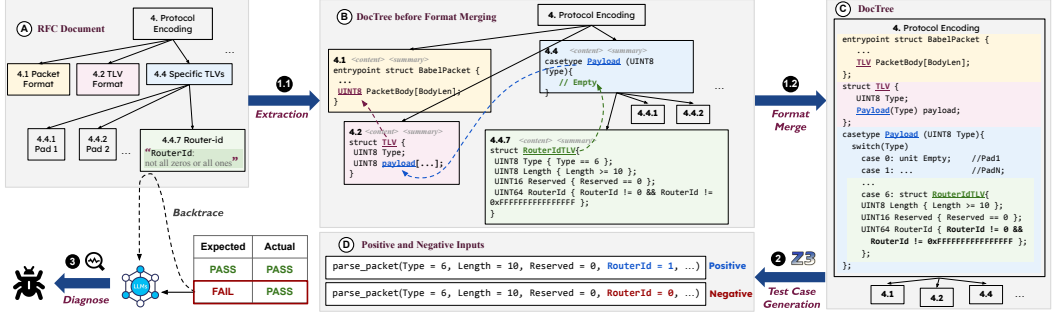 A RFC Document
4. Protocol
Encoding
...
4.1 Packet
Format
4.2 TLV
Format
4.4 Specific TLVs
4.4.1
Pad 1
4.4.2
Pad 2
...
4.4.7 Router-id
“RouterId:
not all zeros or all ones”
Backtrace
1.1
Extraction
B DocTree before Format Merging
4. Protocol Encoding
4.1 <content> <summary>
entrypoint struct BabelPacket {
...
UINT8 PacketBody[BodyLen];
}
4.2 <content> <summary>
struct TLV {
UINT8 Type;
UINT8 payload[...];
}
4.4 <content> <summary>
casetype Payload (UINT8
Type){
// Empty
}
4.4.1
4.4.2
...
4.4.7 <content> <summary>
struct RouterIdTLV{
UINT8 Type { Type == 6 };
UINT8 Length { Length >= 10 };
UINT16 Reserved { Reserved == 0 };
UINT64 RouterId { RouterId != 0 && RouterId !=
0xFFFFFFFFFFFFFFFF };
}
1.2
Format
Merge
C DocTree
4. Protocol Encoding
entrypoint struct BabelPacket {
...
TLV PacketBody[BodyLen];
};
struct TLV {
UINT8 Type;
Payload(Type) payload;
};
casetype Payload (UINT8 Type){
switch(Type)
case 0: unit Empty; //Pad1
case 1: ... //PadN;
...
case 6: struct RouterIdTLV{
UINT8 Length { Length >= 10 };
UINT16 Reserved { Reserved == 0 };
UINT64 RouterId { RouterId != 0 &&
RouterId != 0xFFFFFFFFFFFFFFFF };
};
};
4.1
4.2
4.4
...
2 Z3
Test Case
Generation
D Positive and Negative Inputs
parse_packet(Type = 6, Length = 10, Reserved = 0, RouterId = 1, …) Positive
parse_packet(Type = 6, Length = 10, Reserved = 0, RouterId = 0, …) Negative
Expected Actual
PASS PASS
FAIL PASS
LLMs
3
Diagnose